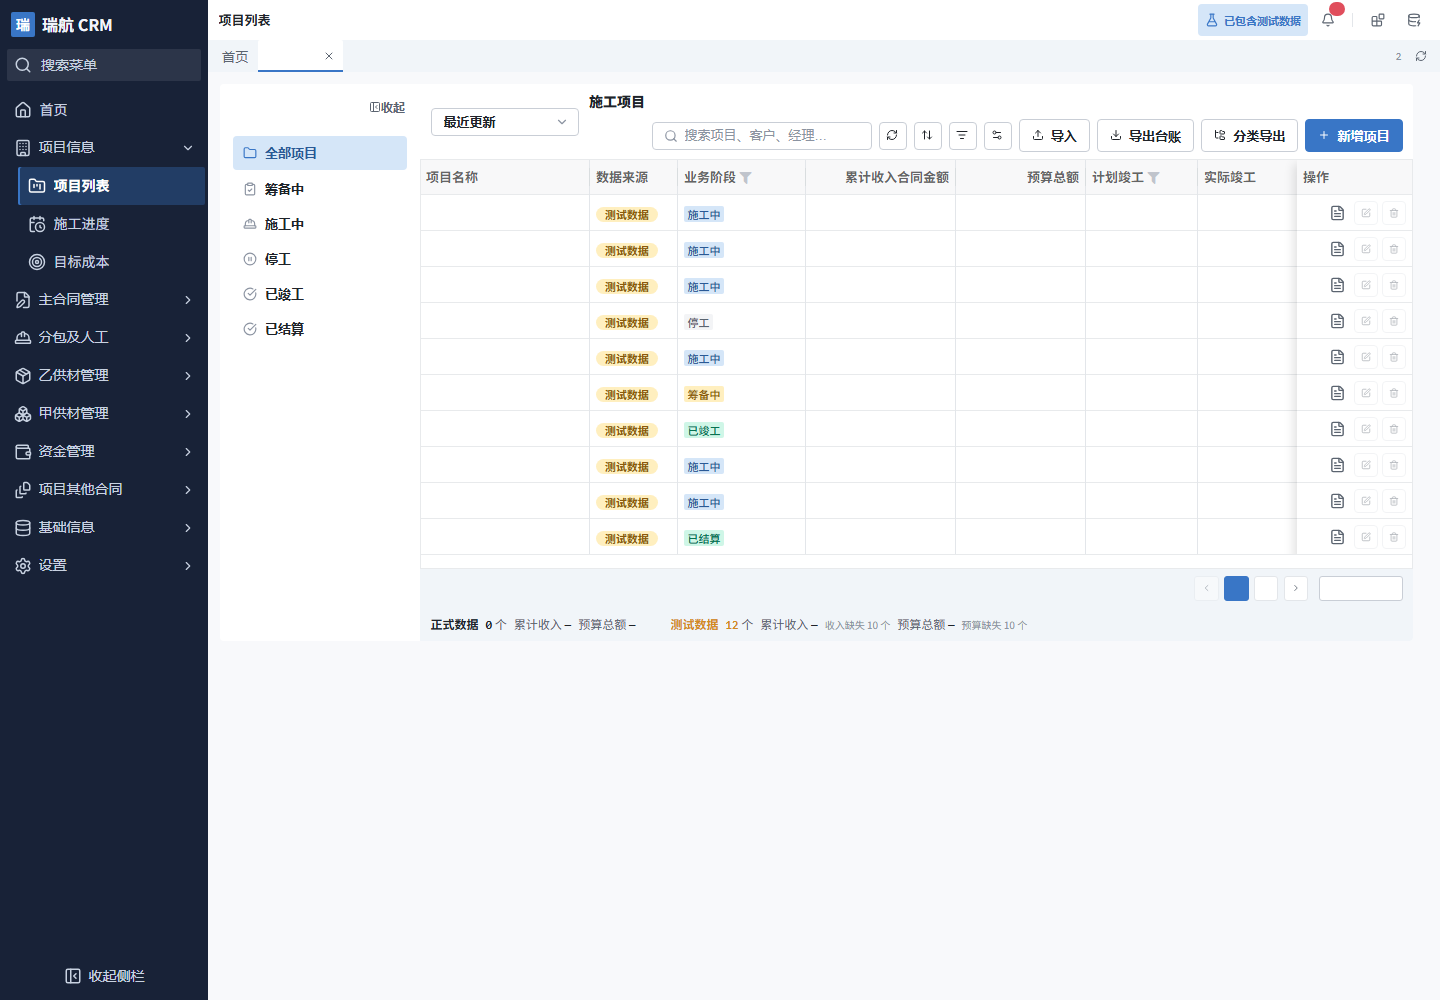 瑞 瑞航 CRM
搜索菜单
首页
项目信息
项目列表
施工进度
目标成本
主合同管理
分包及人工
乙供材管理
甲供材管理
资金管理
项目其他合同
基础信息
设置
收起侧栏
项目列表
已包含测试数据
首页
2
收起
全部项目
筹备中
施工中
停工
已竣工
已结算
最近更新
施工项目
搜索项目、客户、经理...
导入
导出台账
分类导出
新增项目
项目名称 数据来源 业务阶段 累计收入合同金额 预算总额 计划竣工 实际竣工 操作
测试数据 施工中
测试数据 施工中
测试数据 施工中
测试数据 停工
测试数据 施工中
测试数据 筹备中
测试数据 已竣工
测试数据 施工中
测试数据 施工中
测试数据 已结算
正式数据 0 个 累计收入 – 预算总额 – 测试数据 12 个 累计收入 – 收入缺失 10 个 预算总额 – 预算缺失 10 个